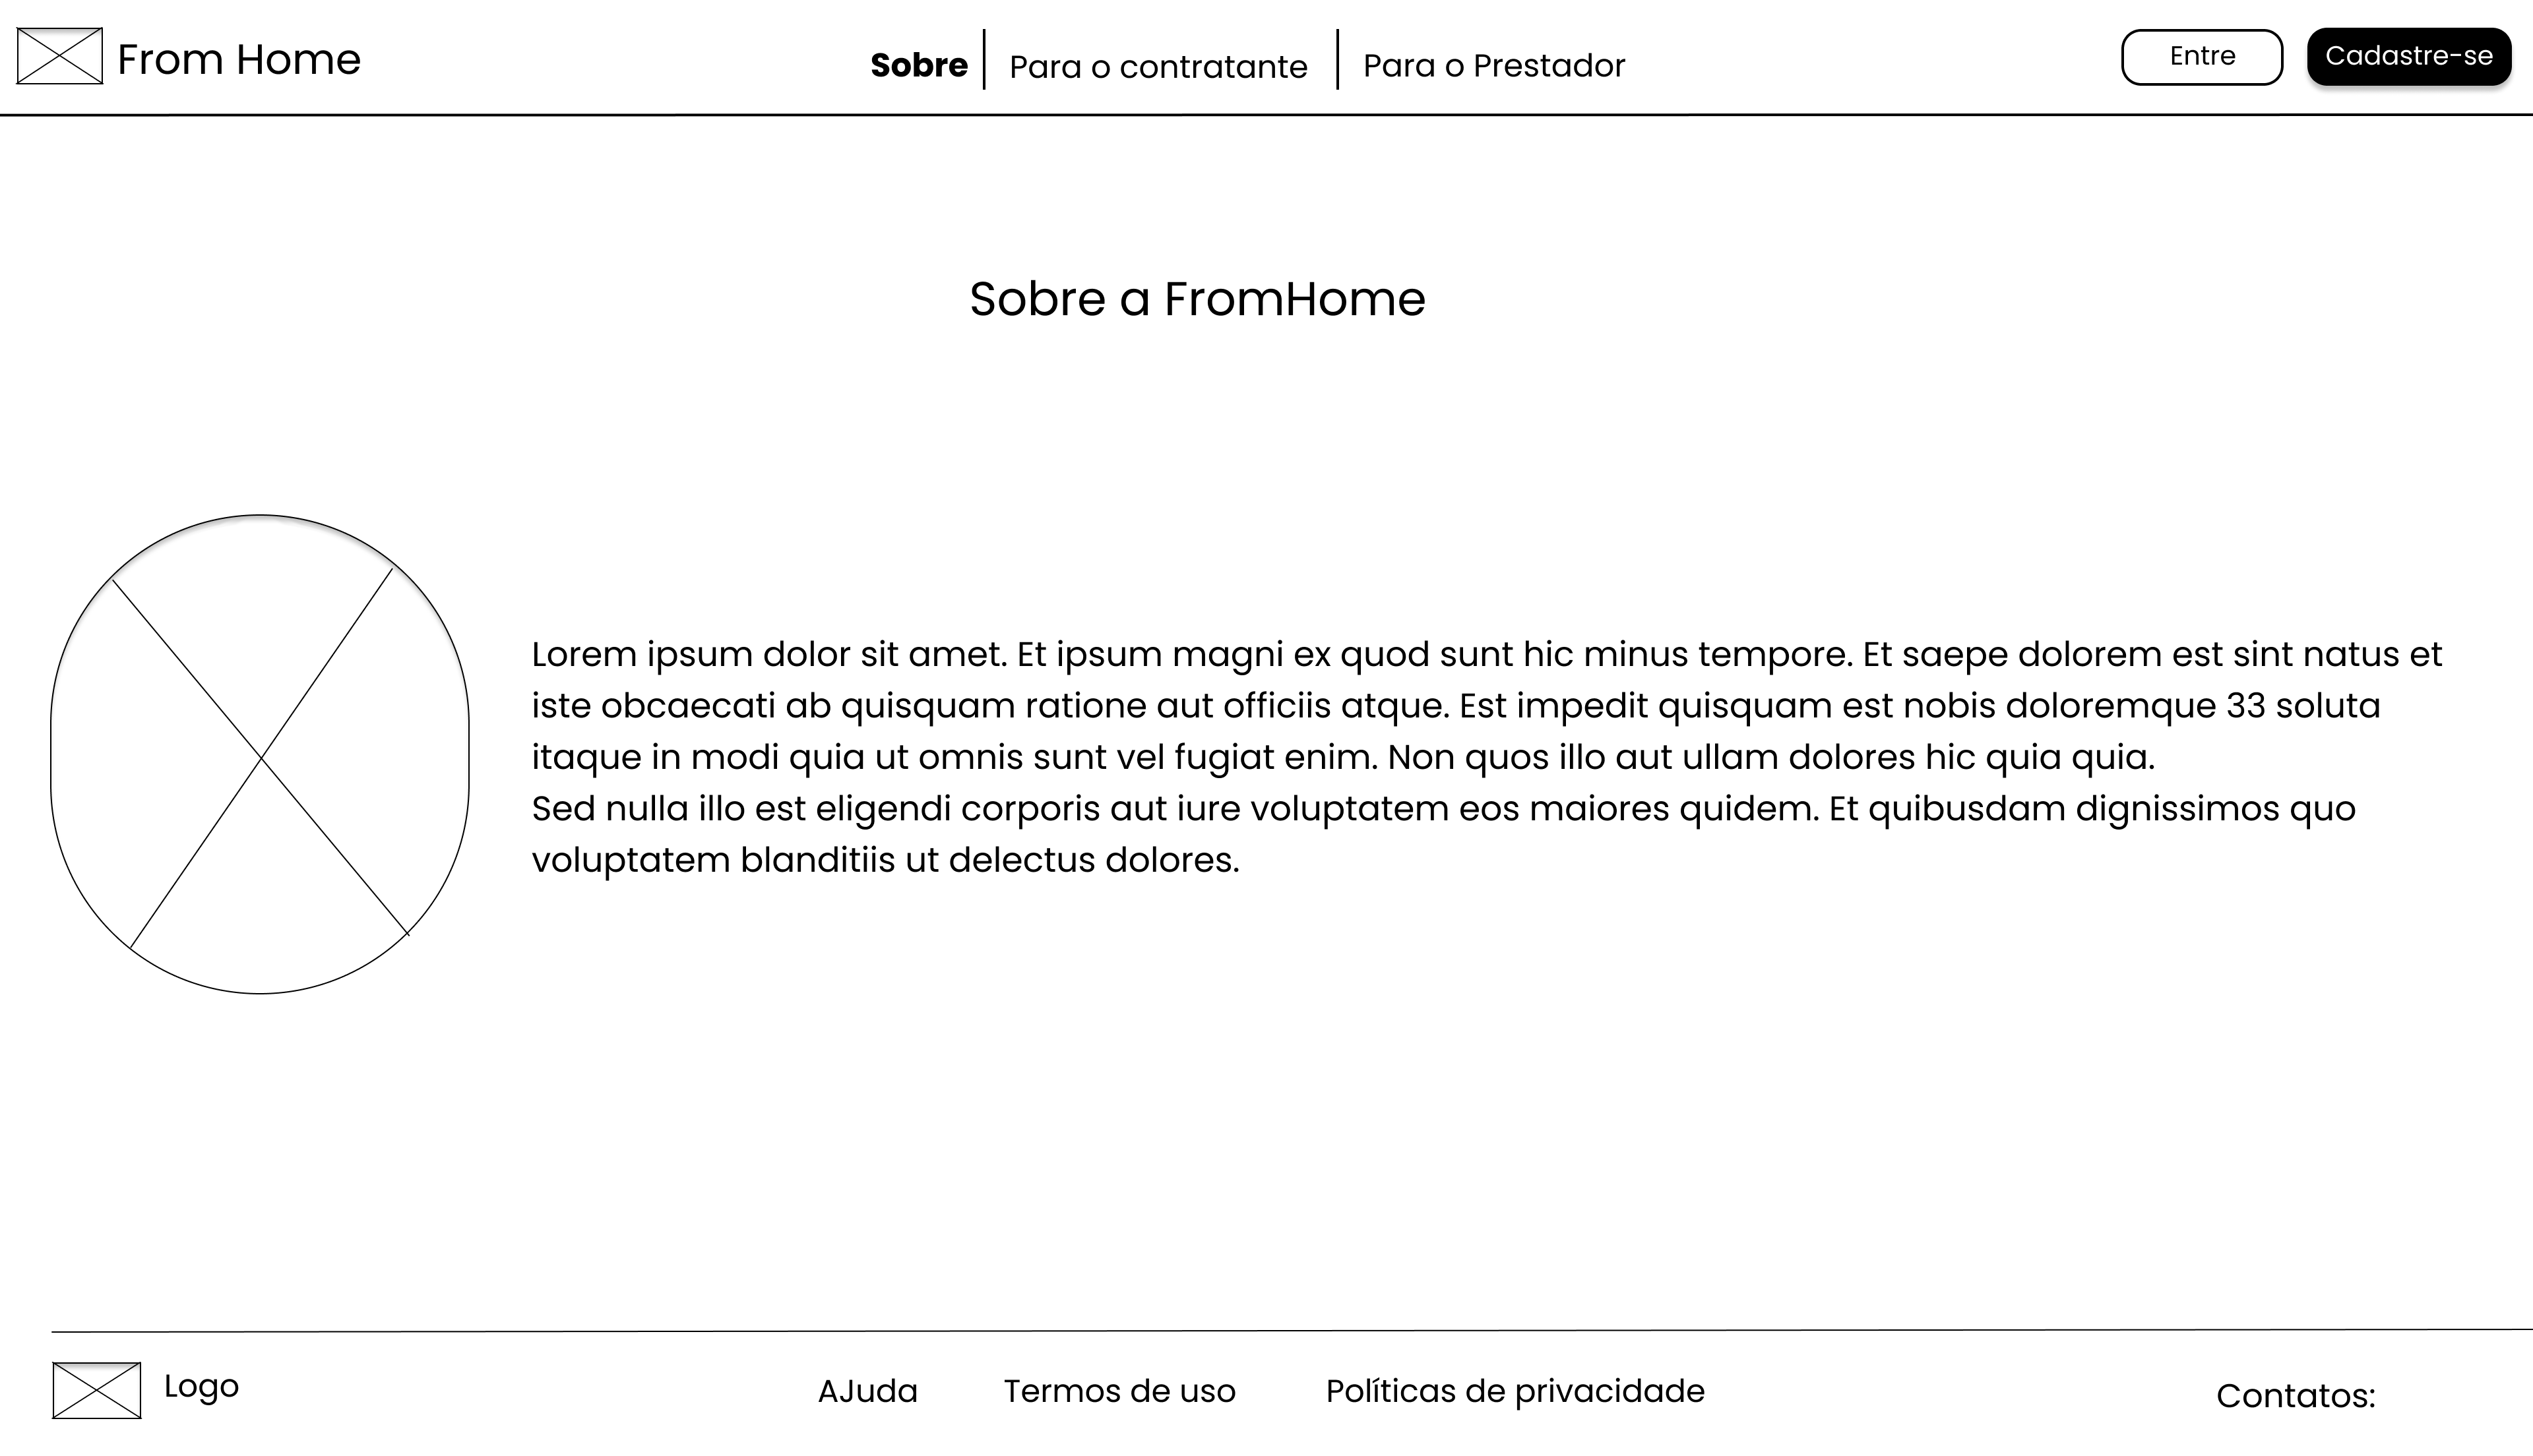 From Home
Sobre
Para o contratante
Para o Prestador
Entre
Cadastre-se
Sobre a FromHome
Lorem ipsum dolor sit amet. Et ipsum magni ex quod sunt hic minus tempore. Et saepe dolorem est sint natus et
iste obcaecati ab quisquam ratione aut officiis atque. Est impedit quisquam est nobis doloremque 33 soluta
itaque in modi quia ut omnis sunt vel fugiat enim. Non quos illo aut ullam dolores hic quia quia.
Sed nulla illo est eligendi corporis aut iure voluptatem eos maiores quidem. Et quibusdam dignissimos quo
voluptatem blanditiis ut delectus dolores.
Logo
AJuda
Termos de uso
Políticas de privacidade
Contatos: